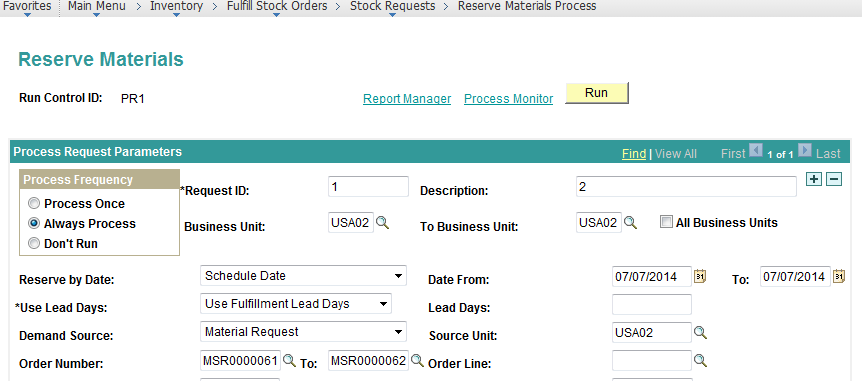 Favorites Main Menu > Inventory > Fulfill Stock Orders > Stock Requests > Reserve Materials Process
Reserve Materials
Run Control ID: PR1 Report Manager Process Monitor Run
Process Request Parameters Find | View All First 1 of 1 Last
Process Frequency
*Request ID: 1 Description: 2
Process Once
Always Process
Don't Run
Business Unit: USA02 To Business Unit: USA02 All Business Units
Reserve by Date: Schedule Date Date From: 07/07/2014 To: 07/07/2014
*Use Lead Days: Use Fulfillment Lead Days Lead Days:
Demand Source: Material Request Source Unit: USA02
Order Number: MSR0000061 To: MSR0000062 Order Line: